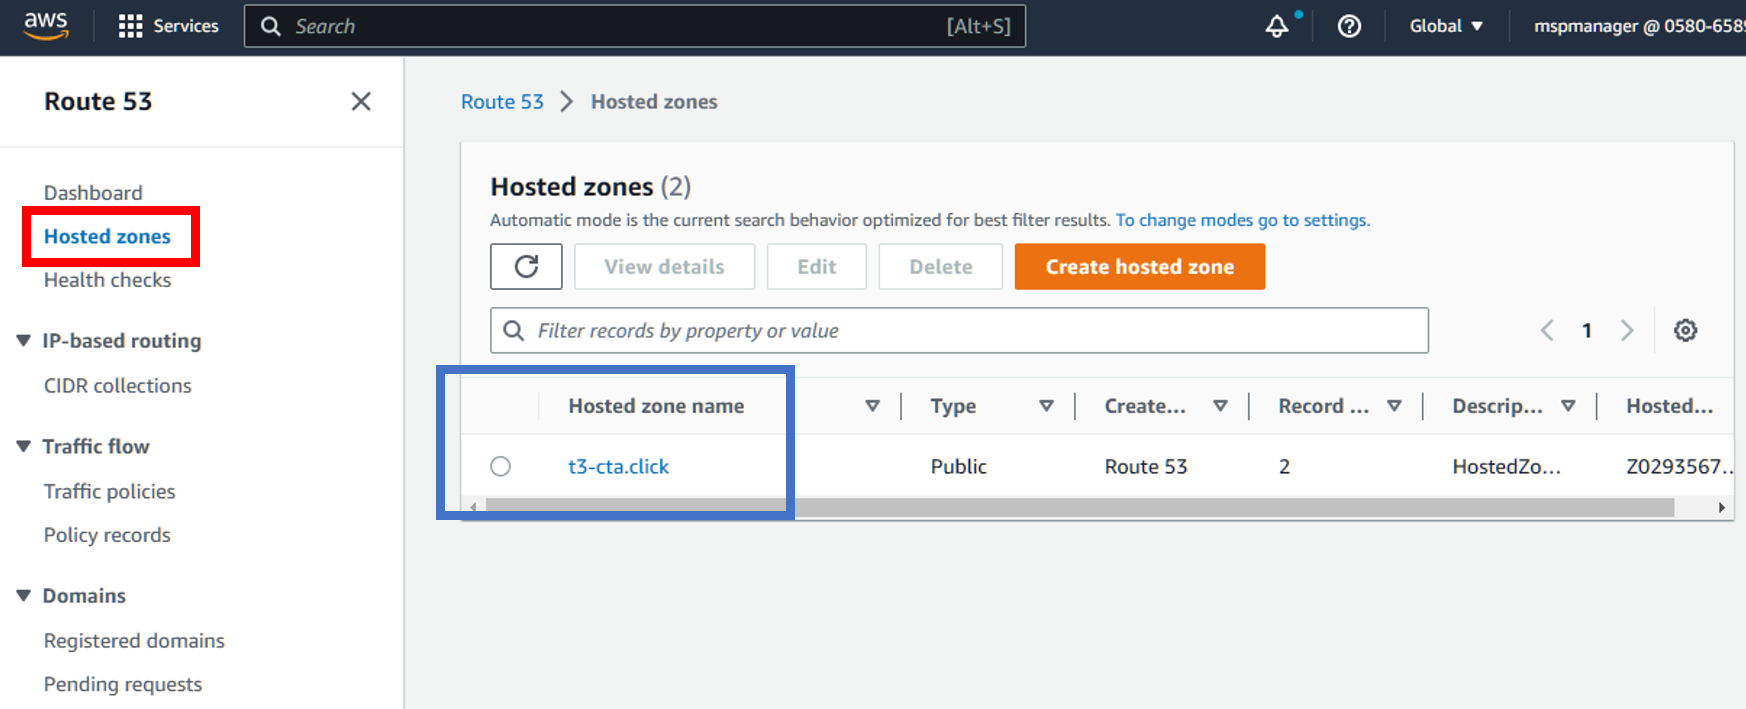 aws
Services
Search [Alt+S]
Global
mspmanager @ 0580-658
Route 53
Dashboard
Hosted zones
Health checks
IP-based routing
CIDR collections
Traffic flow
Traffic policies
Policy records
Domains
Registered domains
Pending requests
Route 53 > Hosted zones
Hosted zones (2)
Automatic mode is the current search behavior optimized for best filter results. To change modes go to settings.
View details Edit Delete Create hosted zone
Filter records by property or value
1
Hosted zone name Type Create... Record ... Descrip... Hosted...
t3-cta.click Public Route 53 2 HostedZo... Z0293567..